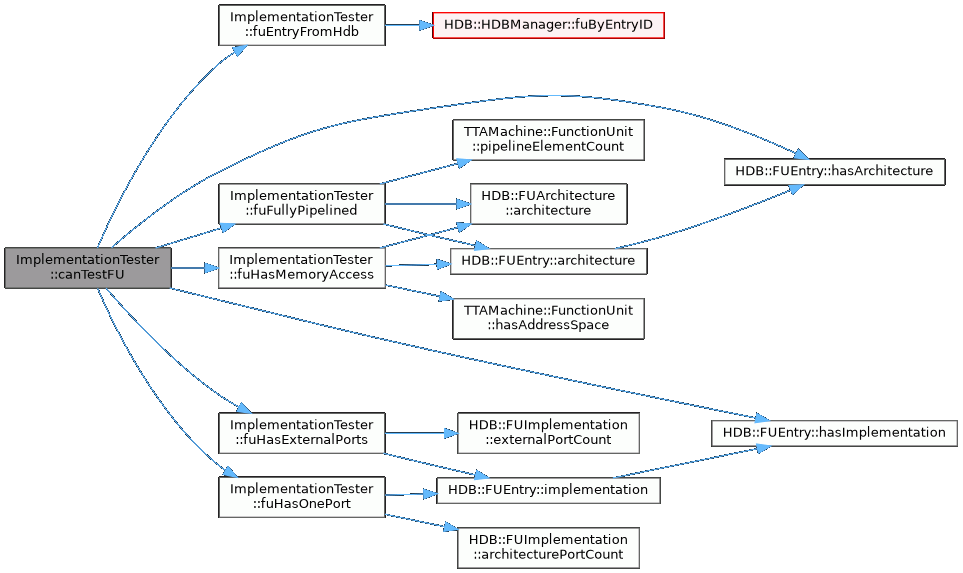 ImplementationTester
::fuEntryFromHdb
HDB::HDBManager::fuByEntryID
TTAMachine::FunctionUnit
::pipelineElementCount
HDB::FUEntry::hasArchitecture
ImplementationTester
::fuFullyPipelined
HDB::FUArchitecture
::architecture
ImplementationTester
::canTestFU
ImplementationTester
::fuHasMemoryAccess
HDB::FUEntry::architecture
TTAMachine::FunctionUnit
::hasAddressSpace
ImplementationTester
::fuHasExternalPorts
HDB::FUImplementation
::externalPortCount
HDB::FUEntry::hasImplementation
ImplementationTester
::fuHasOnePort
HDB::FUEntry::implementation
HDB::FUImplementation
::architecturePortCount